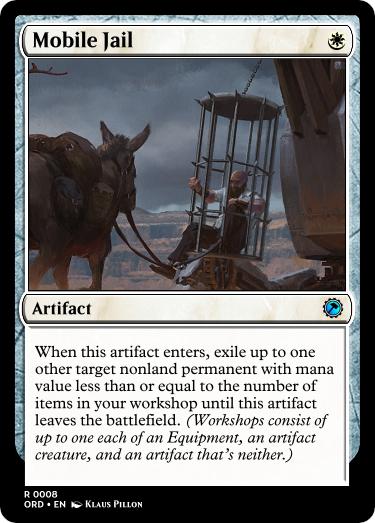 Mobile Jail
Artifact
When this artifact enters, exile up to one
other target nonland permanent with mana
value less than or equal to the number of
items in your workshop until this artifact
leaves the battlefield. (Workshops consist of
up to one each of an Equipment, an artifact
creature, and an artifact that's neither.)
R 0008
ORD • EN Klaus Pillon